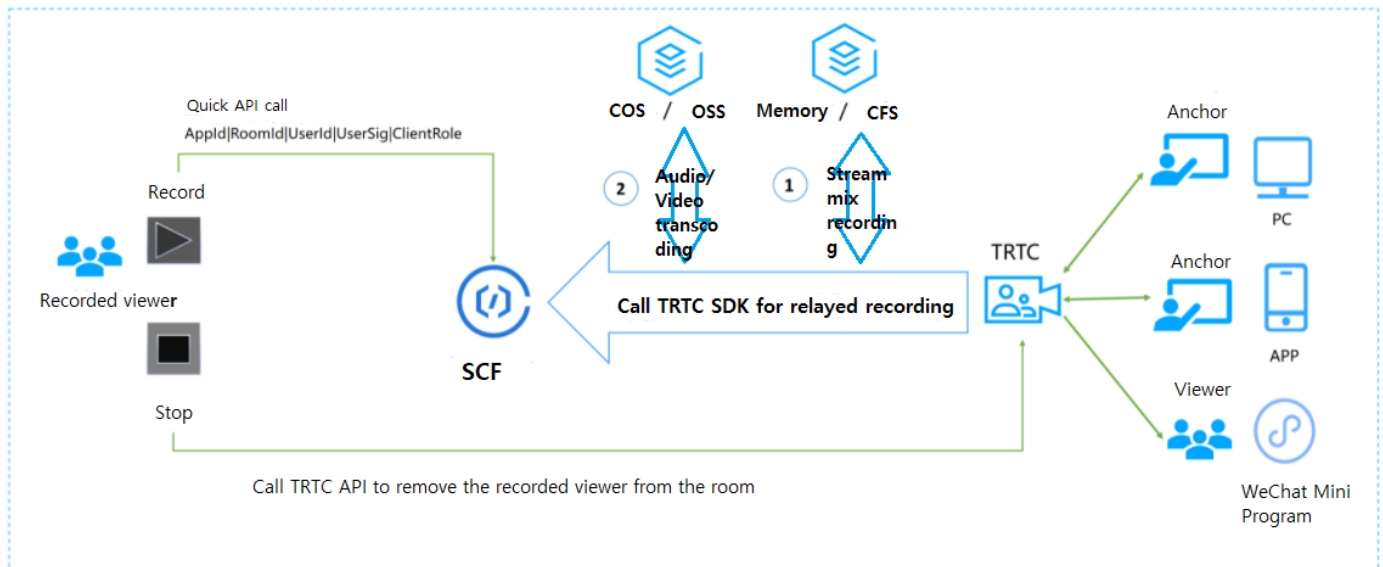 Quick API call
AppId|RoomId|UserId|UserSig|ClientRole
Record
Recorded viewer
Stop
SCF
COS / OSS
Memory / CFS
2
Audio/
Video
transco
ding
1
Stream
mix
recordin
g
Call TRTC SDK for relayed recording
TRTC
Anchor
PC
Anchor
APP
Viewer
WeChat Mini
Program
Call TRTC API to remove the recorded viewer from the room